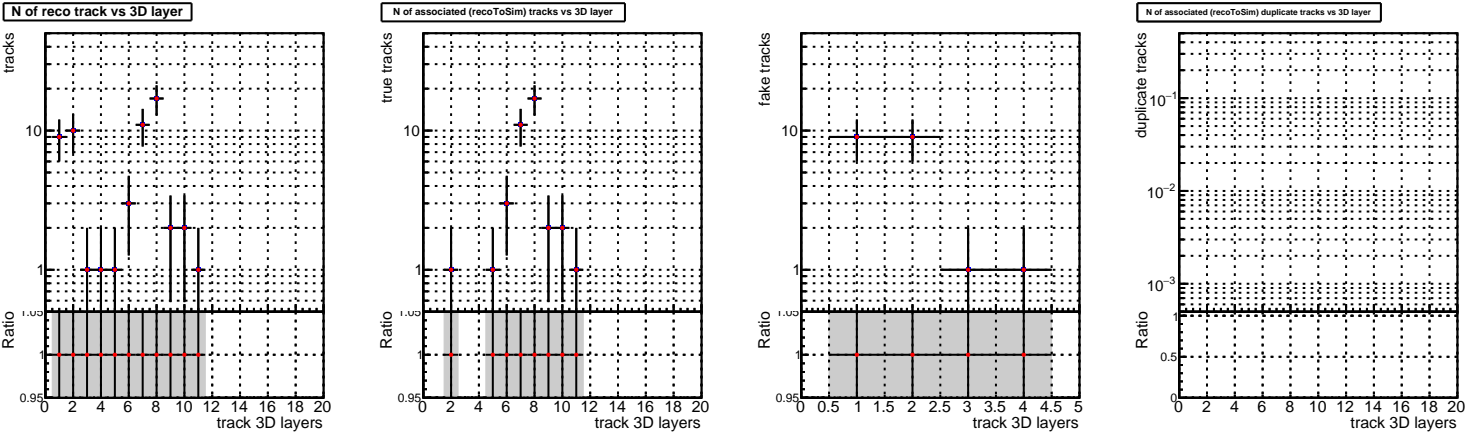 N of reco track vs 3D layer
tracks
10
1
1.05
Ratio
1
0.95
0 2 4 6 8 10 12 14 16 18 20
track 3D layers
N of associated (recoToSim) tracks vs 3D layer
true tracks
10
1
1.05
Ratio
1
0.95
0 2 4 6 8 10 12 14 16 18 20
track 3D layers
fake tracks
10
1
1.05
Ratio
1
0.95
0 0.5 1 1.5 2 2.5 3 3.5 4 4.5 5
track 3D layers
N of associated (recoToSim) duplicate tracks vs 3D layer
duplicate tracks
10−1
10−2
10−3
Ratio
1
0.5
0
0 2 4 6 8 10 12 14 16 18 20
track 3D layers